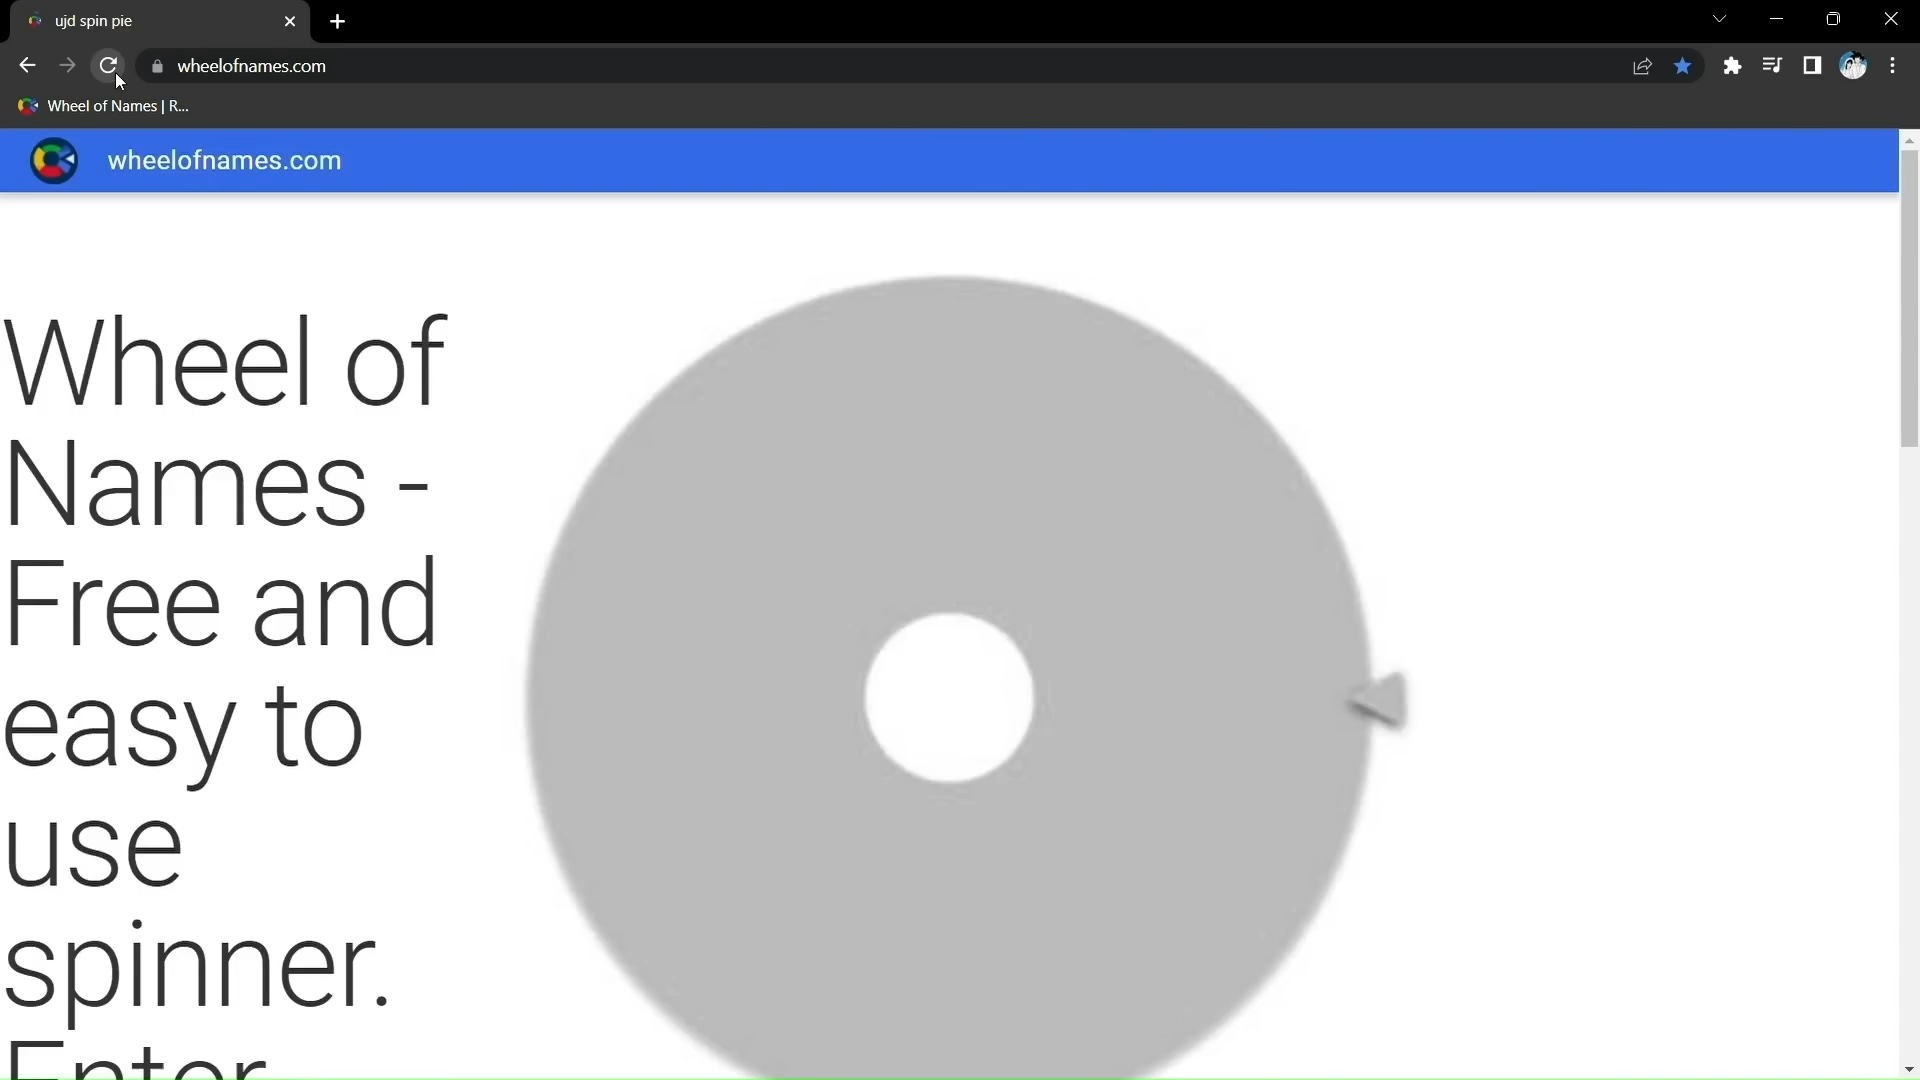 ujd spin pie
wheelofnames.com
Wheel of Names | R...
wheelofnames.com
Wheel of
Names -
Free and
easy to
use
spinner.
Enter